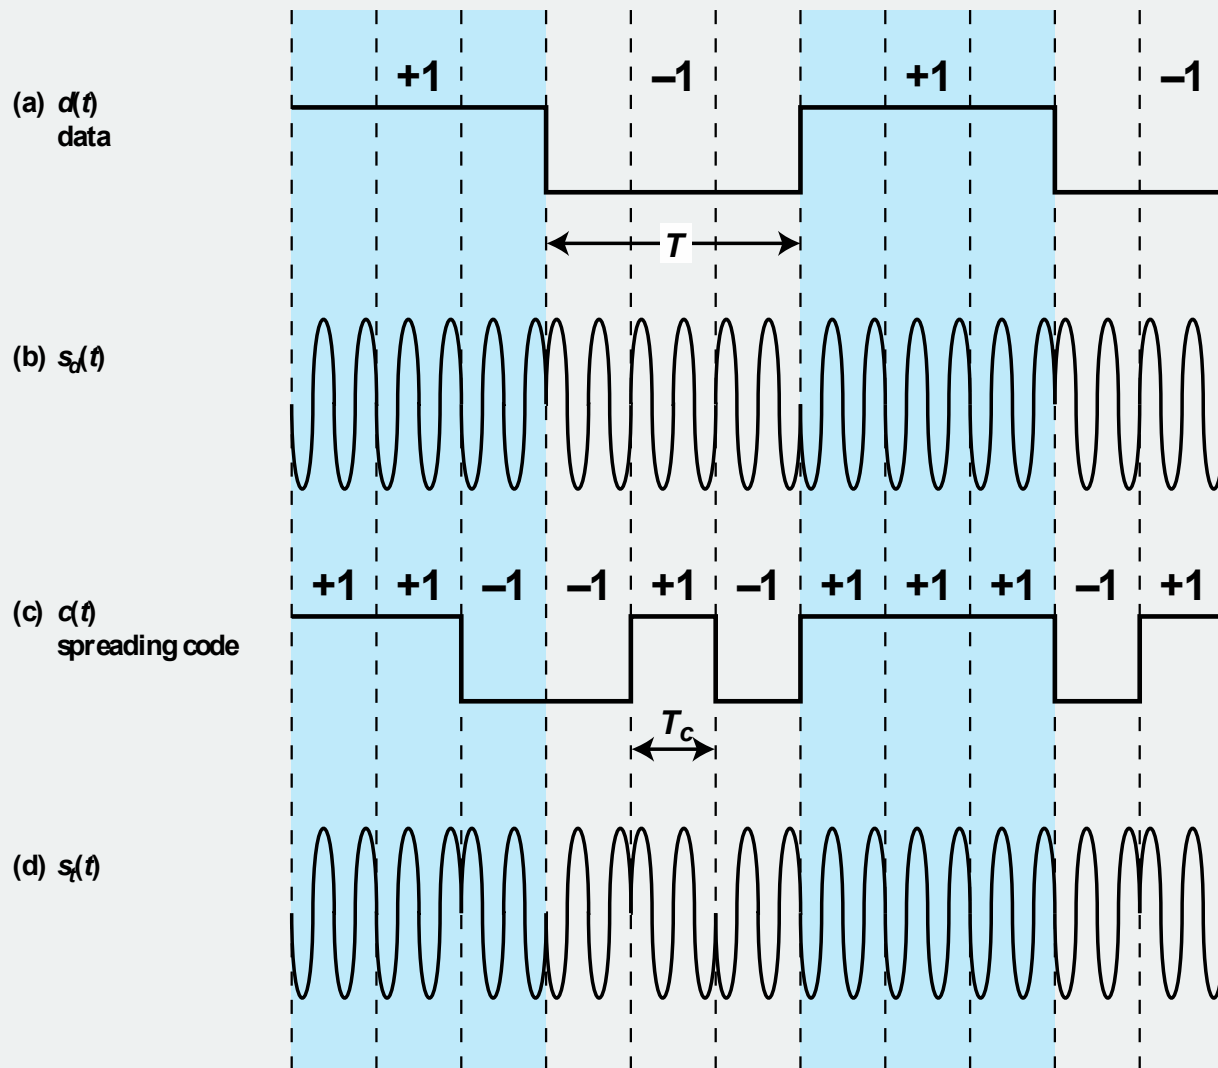 +1 –1 +1 –1
(a) d(t)
data
T
(b) sd(t)
+1 +1 –1 –1 +1 –1 +1 +1 +1 –1 +1
(c) c(t)
spreading code
Tc
(d) st(t)